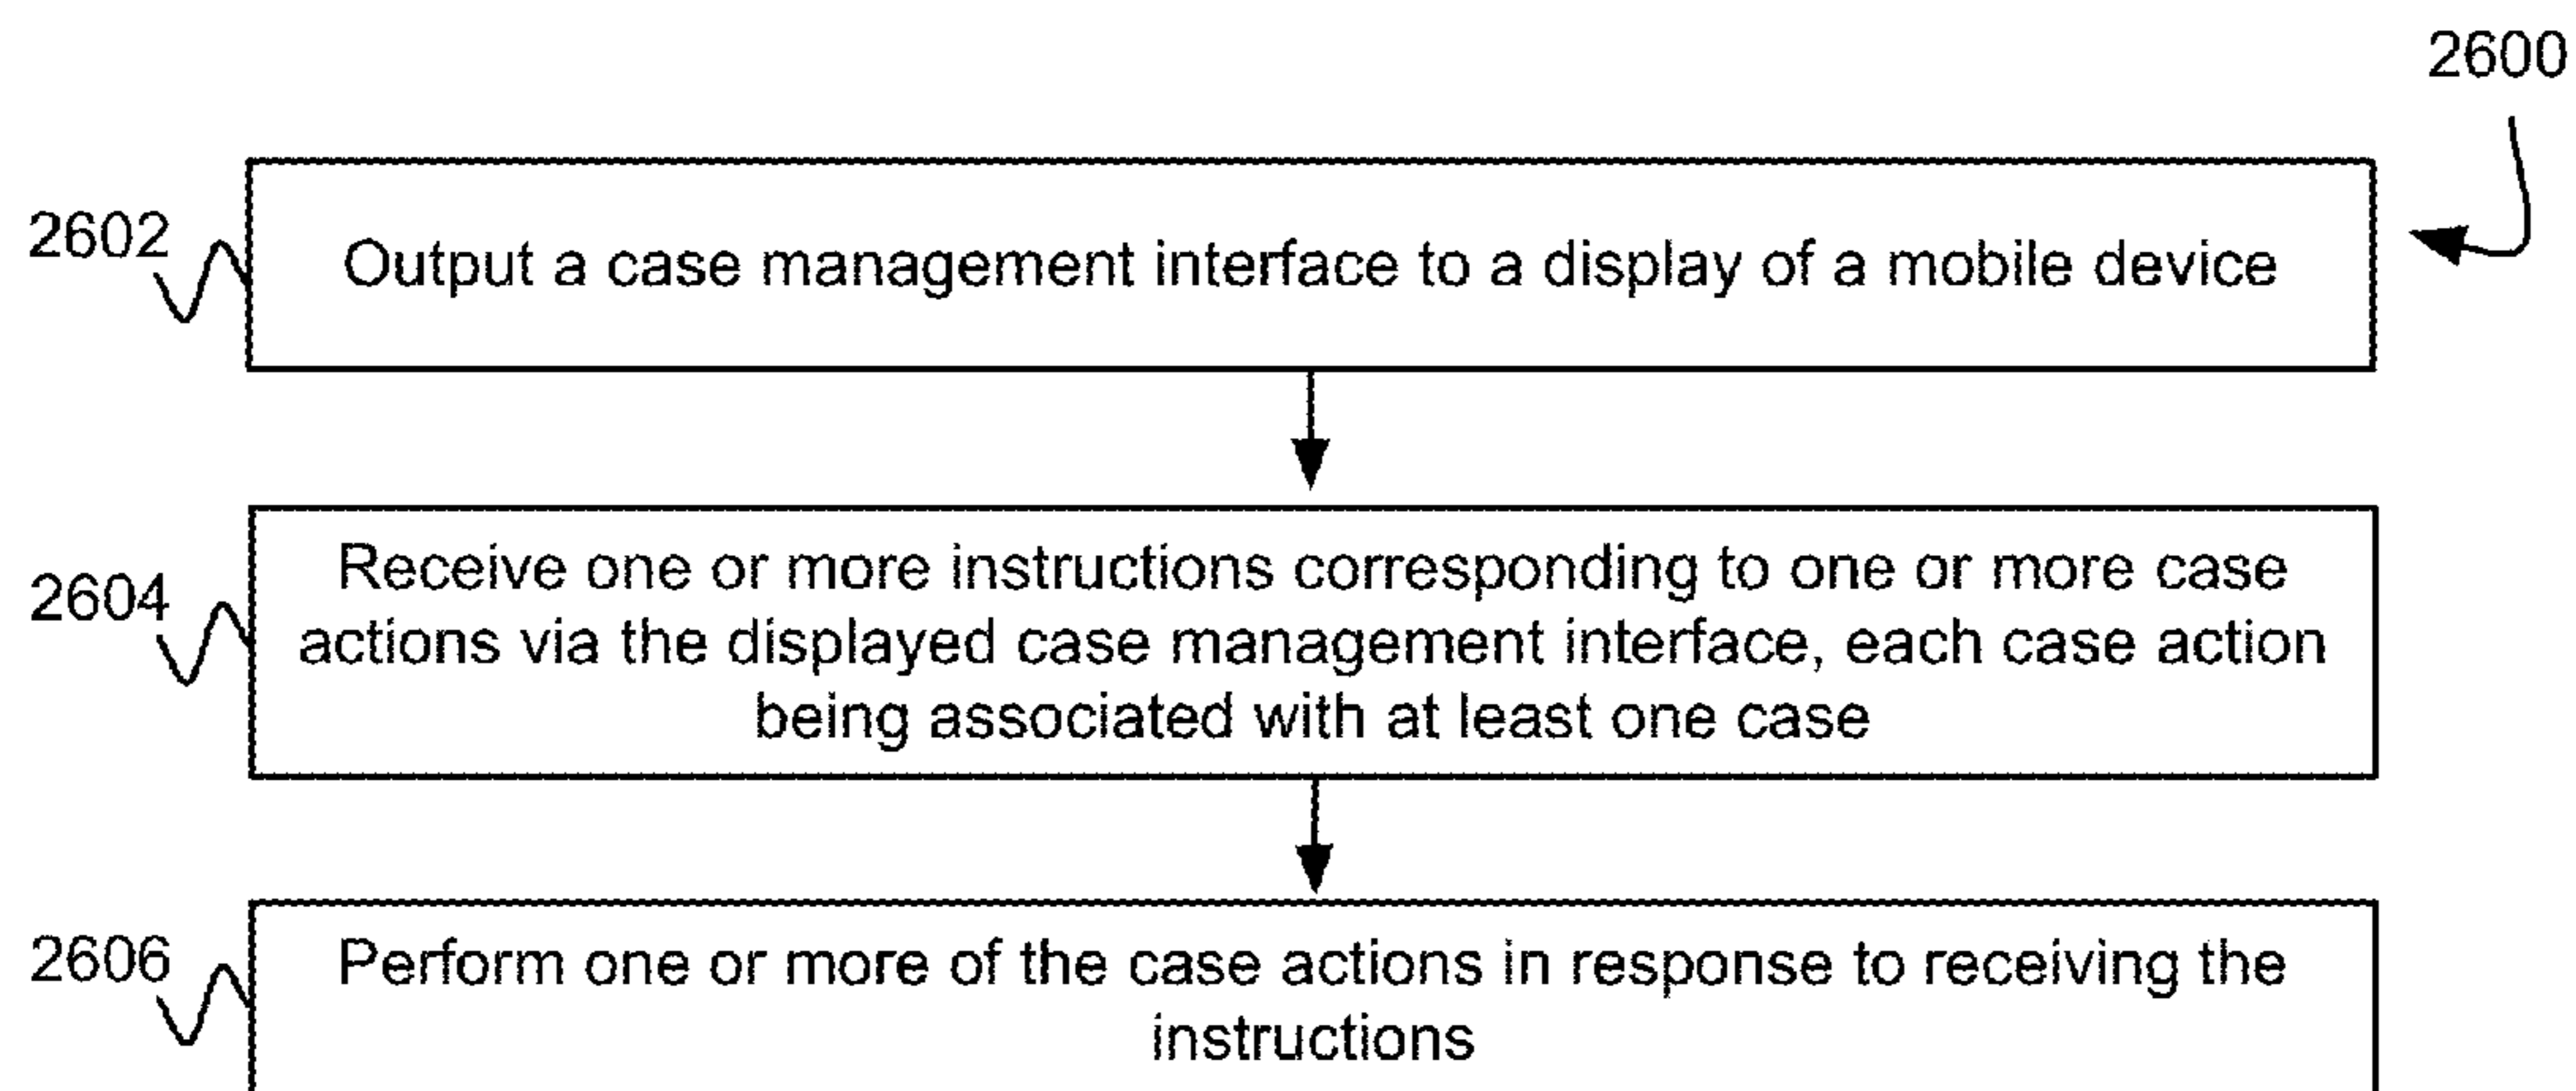 2600
2602
Output a case management interface to a display of a mobile device
2604
Receive one or more instructions corresponding to one or more case
actions via the displayed case management interface, each case action
being associated with at least one case
2606
Perform one or more of the case actions in response to receiving the
instructions